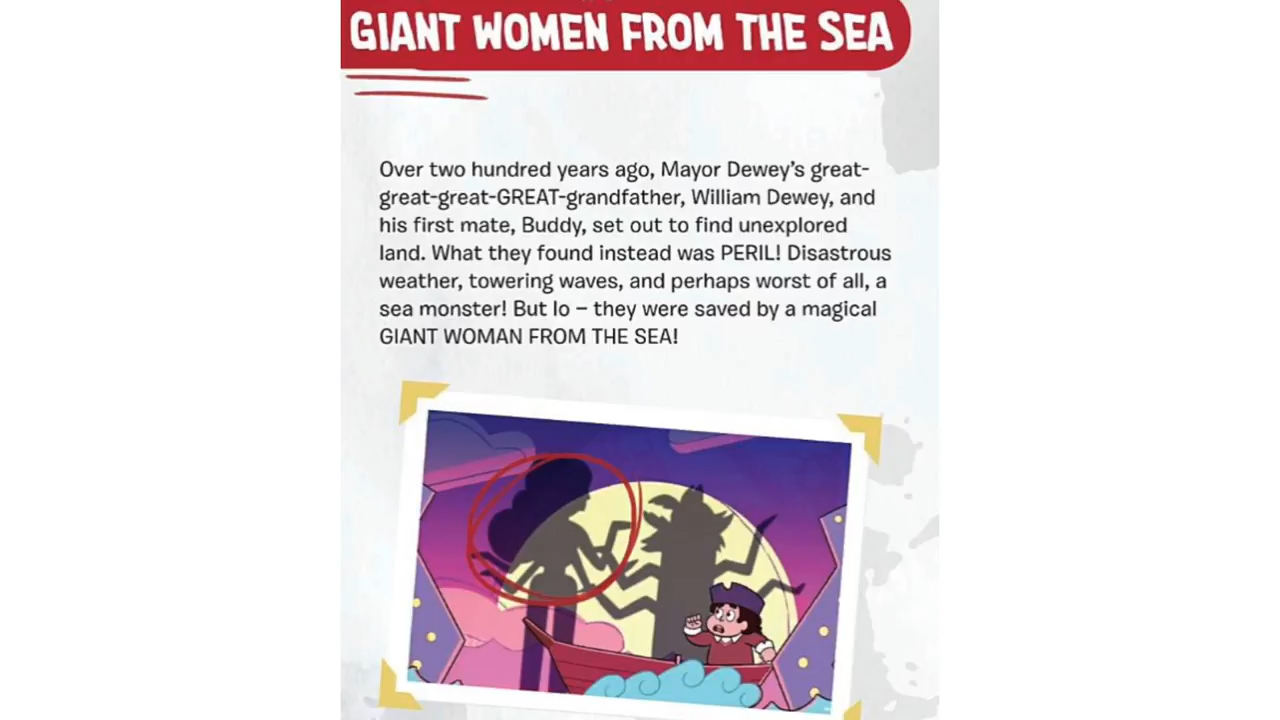 GIANT WOMEN FROM THE SEA
Over two hundred years ago, Mayor Dewey’s great-
great-great-GREAT-grandfather, William Dewey, and
his first mate, Buddy, set out to find unexplored
land. What they found instead was PERIL! Disastrous
weather, towering waves, and perhaps worst of all, a
sea monster! But lo – they were saved by a magical
GIANT WOMAN FROM THE SEA!